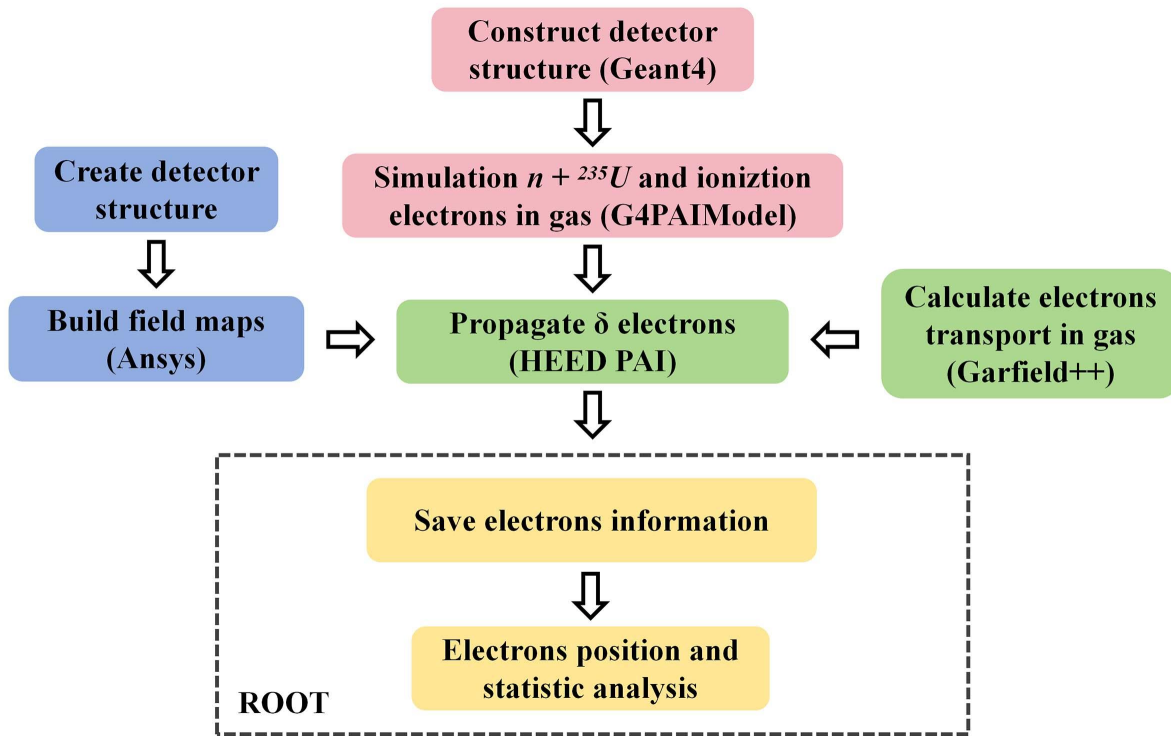 Construct detector
structure (Geant4)
Create detector
structure
Simulation n + ²³⁵U and ioniztion
electrons in gas (G4PAIModel)
Build field maps
(Ansys)
Propagate δ electrons
(HEED PAI)
Calculate electrons
transport in gas
(Garfield++)
Save electrons information
Electrons position and
statistic analysis
ROOT